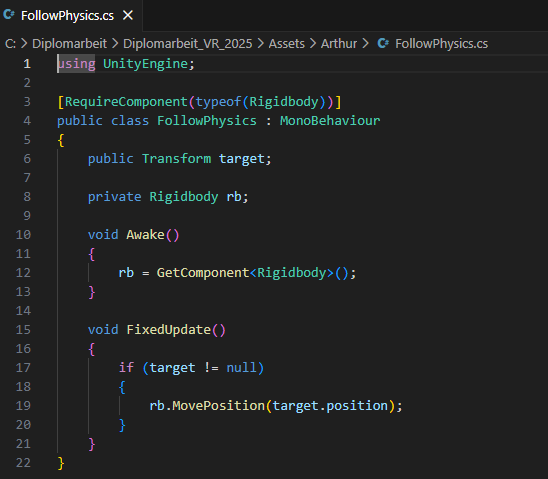 FollowPhysics.cs
C: > Diplomarbeit > Diplomarbeit_VR_2025 > Assets > Arthur > FollowPhysics.cs
1 using UnityEngine;
2
3 [RequireComponent(typeof(Rigidbody))]
4 public class FollowPhysics : MonoBehaviour
5 {
6     public Transform target;
7
8     private Rigidbody rb;
9
10     void Awake()
11     {
12         rb = GetComponent<Rigidbody>();
13     }
14
15     void FixedUpdate()
16     {
17         if (target != null)
18         {
19             rb.MovePosition(target.position);
20         }
21     }
22 }